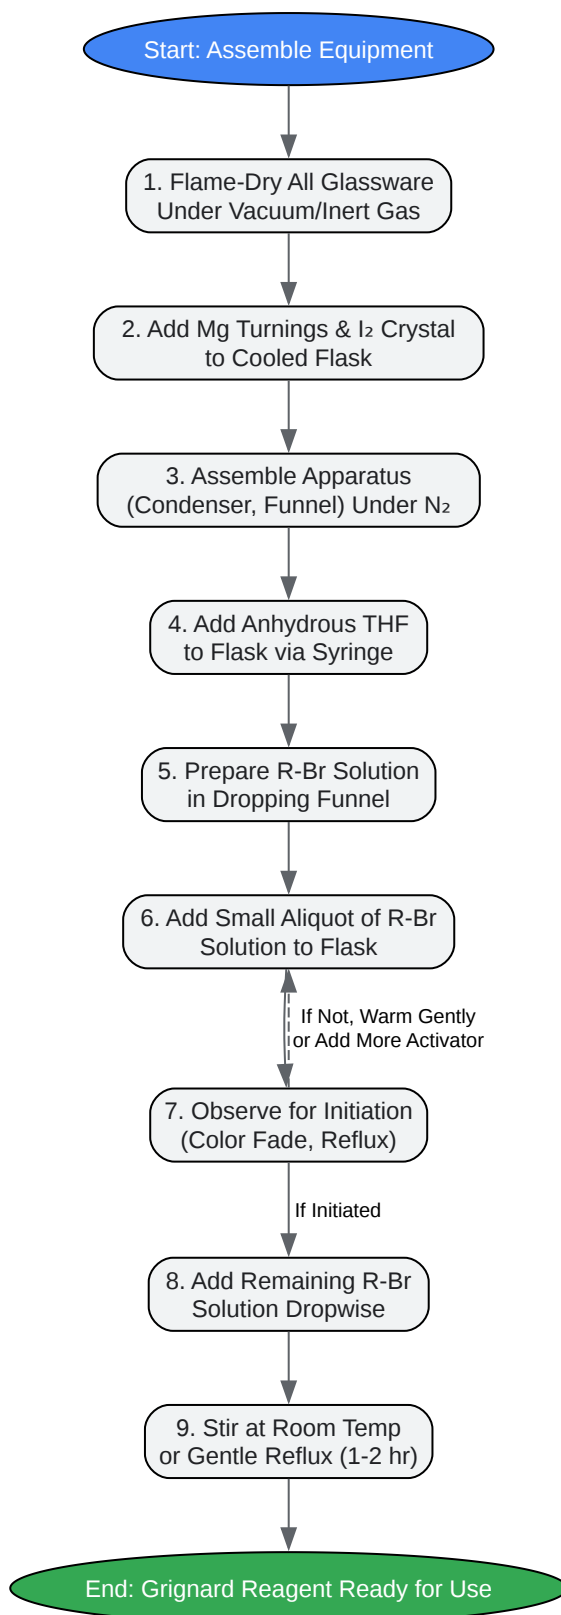 Start: Assemble Equipment
1. Flame-Dry All Glassware
Under Vacuum/Inert Gas
2. Add Mg Turnings & I₂ Crystal
to Cooled Flask
3. Assemble Apparatus
(Condenser, Funnel) Under N₂
4. Add Anhydrous THF
to Flask via Syringe
5. Prepare R-Br Solution
in Dropping Funnel
6. Add Small Aliquot of R-Br
Solution to Flask
If Not, Warm Gently
or Add More Activator
7. Observe for Initiation
(Color Fade, Reflux)
If Initiated
8. Add Remaining R-Br
Solution Dropwise
9. Stir at Room Temp
or Gentle Reflux (1-2 hr)
End: Grignard Reagent Ready for Use